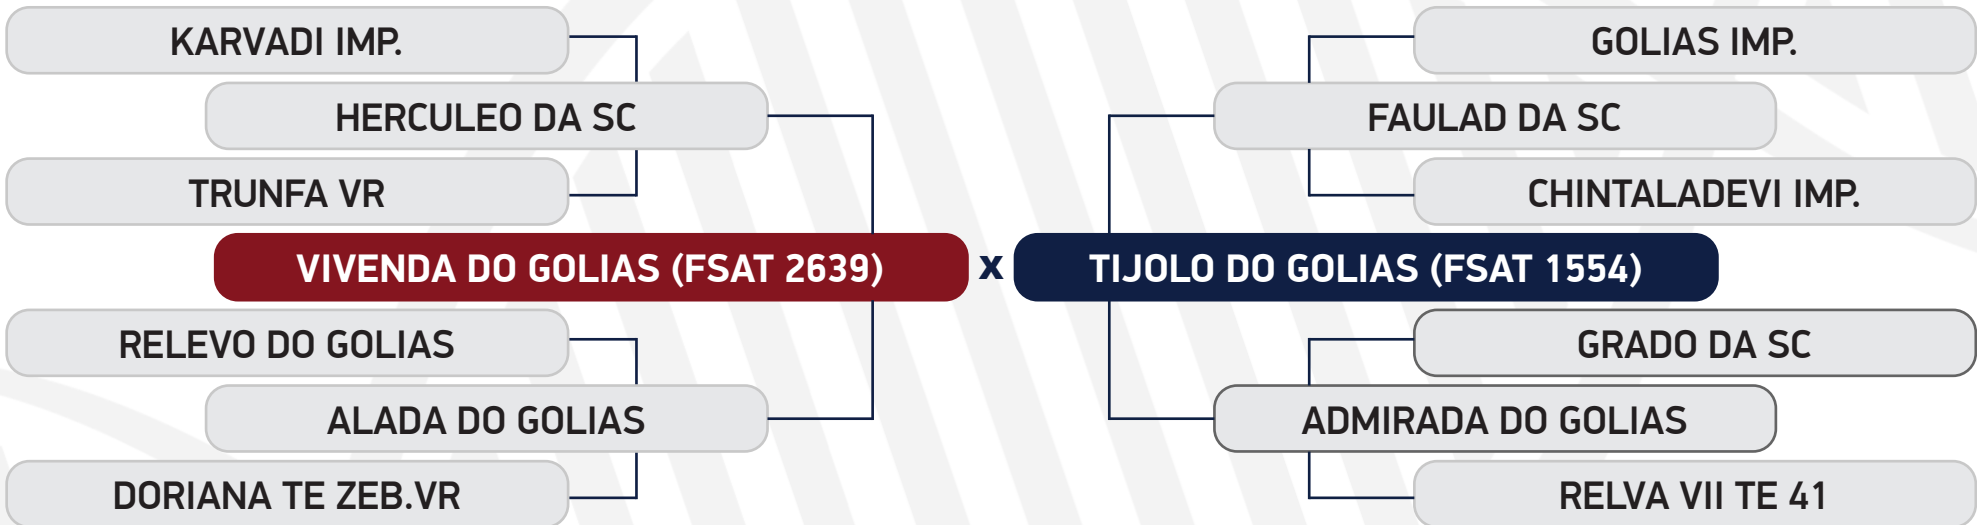 KARVADI IMP.
GOLIAS IMP.
HERCULEO DA SC
FAULAD DA SC
TRUNFA VR
CHINTALADEVI IMP.
VIVENDA DO GOLIAS (FSAT 2639)
x
TIJOLO DO GOLIAS (FSAT 1554)
RELEVO DO GOLIAS
GRADO DA SC
ALADA DO GOLIAS
ADMIRADA DO GOLIAS
DORIANA TE ZEB.VR
RELVA VII TE 41